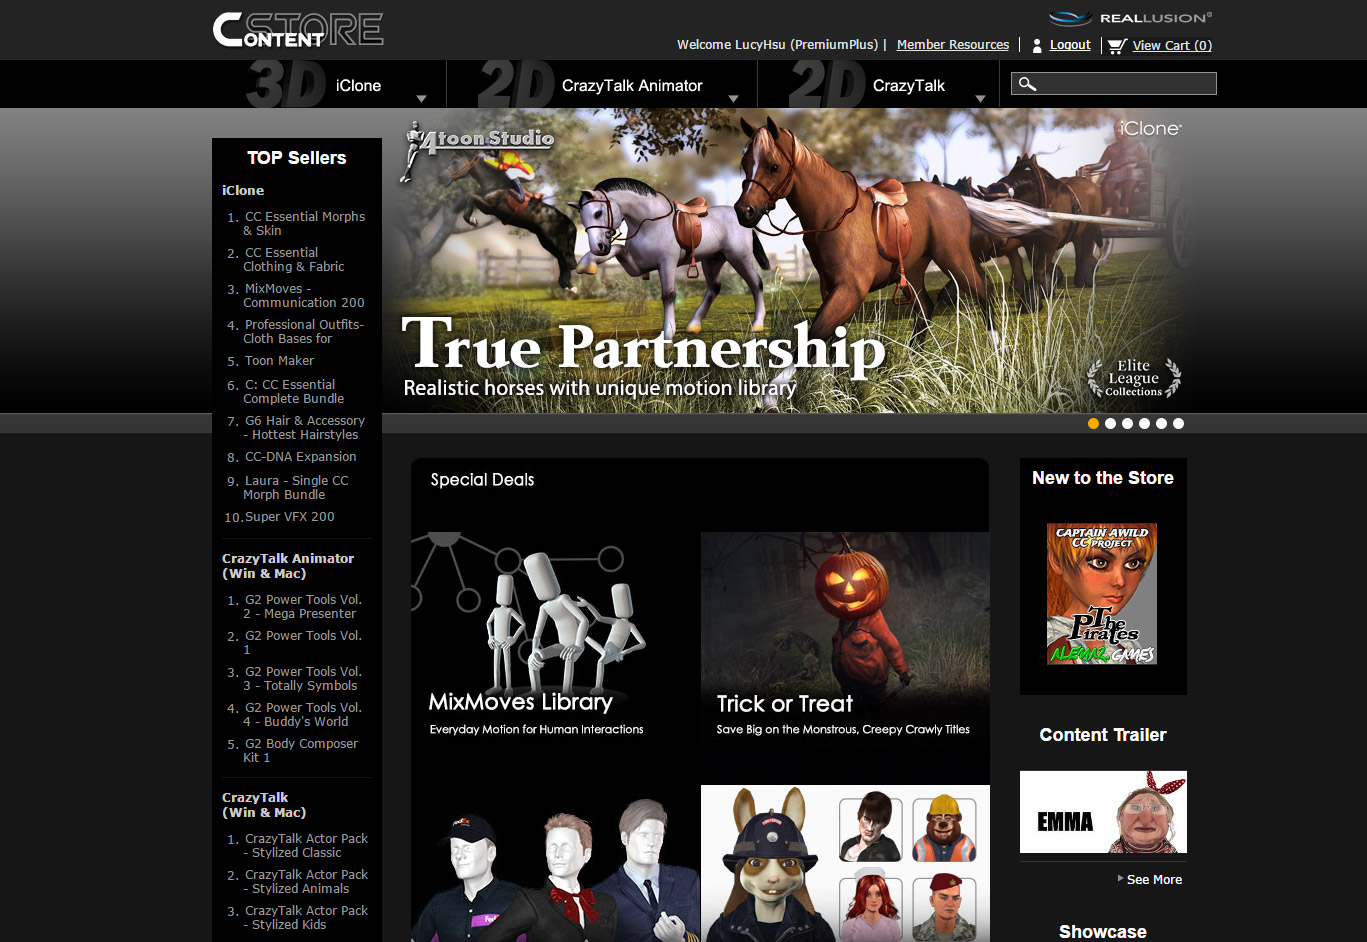 CONTENT STORE
REALLUSION®
Welcome LucyHsu (PremiumPlus) | Member Resources | Logout | View Cart (0)
3D iClone
2D CrazyTalk Animator
2D CrazyTalk
4toon Studio
iClone
True Partnership
Realistic horses with unique motion library
Elite
League
Collections
TOP Sellers
iClone
1. CC Essential Morphs
& Skin
2. CC Essential
Clothing & Fabric
3. MixMoves -
Communication 200
4. Professional Outfits-
Cloth Bases for
5. Toon Maker
6. C: CC Essential
Complete Bundle
7. G6 Hair & Accessory
- Hottest Hairstyles
8. CC-DNA Expansion
9. Laura - Single CC
Morph Bundle
10. Super VFX 200
CrazyTalk Animator
(Win & Mac)
1. G2 Power Tools Vol.
2 - Mega Presenter
2. G2 Power Tools Vol.
1
3. G2 Power Tools Vol.
3 - Totally Symbols
4. G2 Power Tools Vol.
4 - Buddy's World
5. G2 Body Composer
Kit 1
CrazyTalk
(Win & Mac)
1. CrazyTalk Actor Pack
- Stylized Classic
2. CrazyTalk Actor Pack
- Stylized Animals
3. CrazyTalk Actor Pack
- Stylized Kids
Special Deals
MixMoves Library
Everyday Motion for Human Interactions
Trick or Treat
Save Big on the Monstrous, Creepy Crawly Titles
FedEx
New to the Store
CAPTAIN AWILD
CC PROJECT
The
Pirates
ALEMAZ GAMES
Content Trailer
EMMA
See More
Showcase